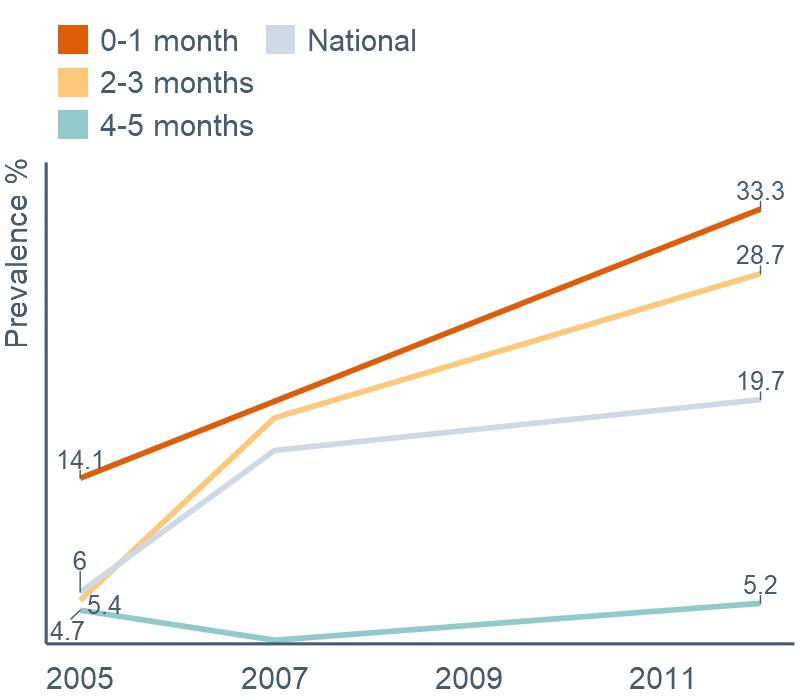 0-1 month
National
2-3 months
4-5 months
Prevalence %
33.3
28.7
19.7
14.1
6
5.4
4.7
5.2
2005
2007
2009
2011